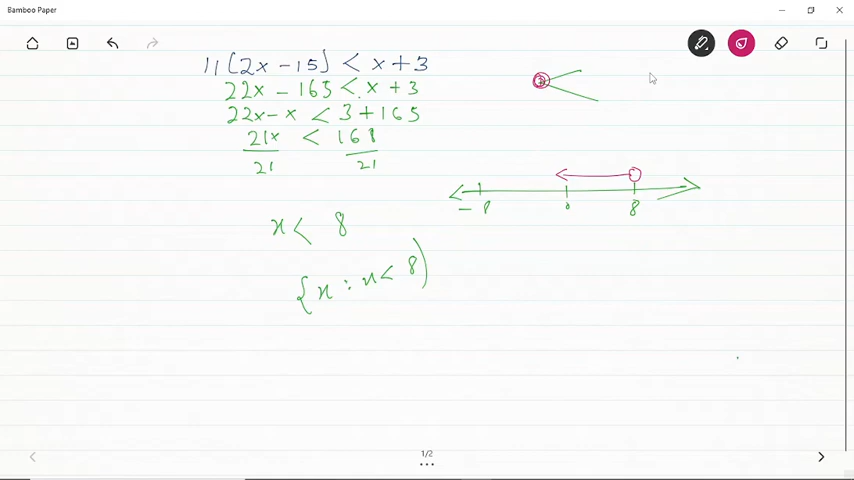 Bamboo Paper
11(2x - 15) < x + 3
22x - 165 < x + 3
22x - x < 3 + 165
21x < 168
21 21
x < 8
{x : x < 8}
- 8 0 8
1/2